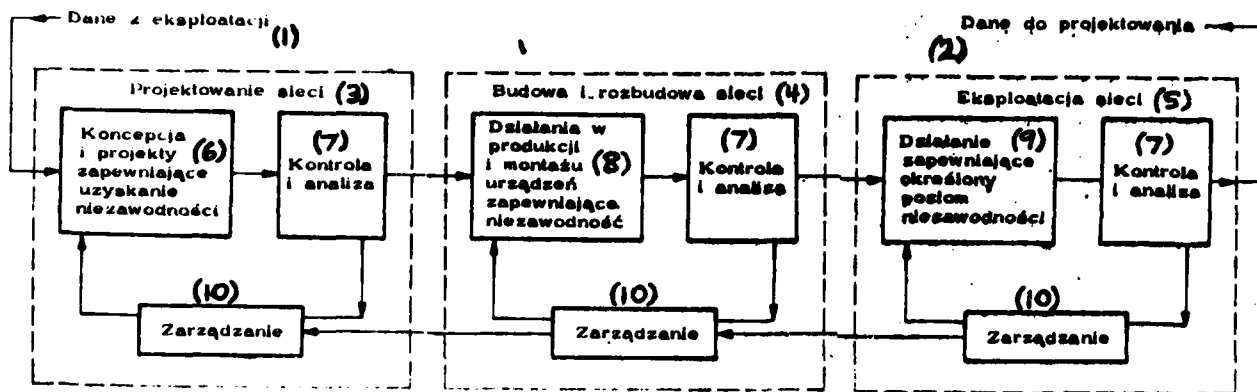 Dane z eksploatacji
(1)
Dane do projektowania
(2)
Projektowanie sieci (3)
Koncepcja
i projekty (6)
zapewniające
uzyskanie
niezawodności
(7)
Kontrola
i analiza
(10)
Zarządzanie
Budowa i rozbudowa sieci (4)
Działania w
produkcji
i montażu (8)
urządzeń
zapewniające
niezawodność
(7)
Kontrola
i analiza
(10)
Zarządzanie
Eksploatacja sieci (5)
Działanie (9)
zapewniające
określony
poziom
niezawodności
(7)
Kontrola
i analiza
(10)
Zarządzanie